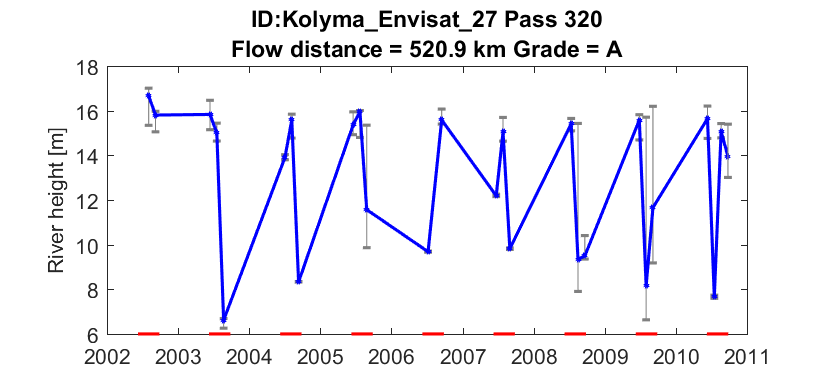 ID:Kolyma_Envisat_27 Pass 320
Flow distance = 520.9 km Grade = A
River height [m]
18
16
14
12
10
8
6
2002 2003 2004 2005 2006 2007 2008 2009 2010 2011